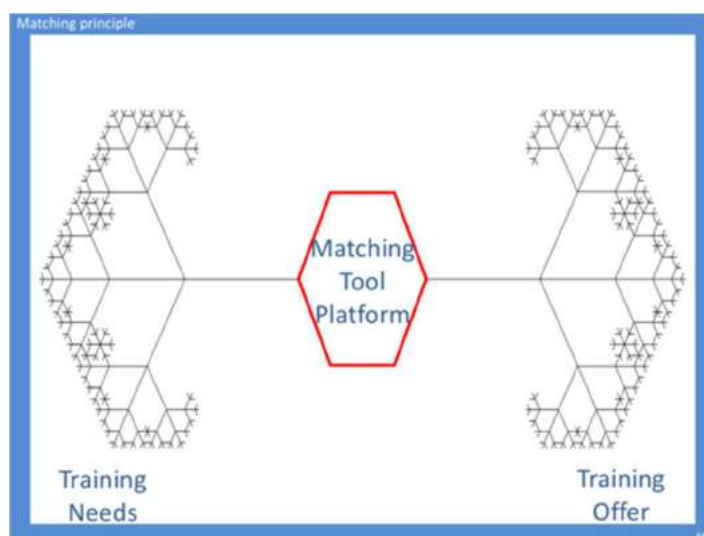 Matching principle
Matching
Tool
Platform
Training
Needs
Training
Offer